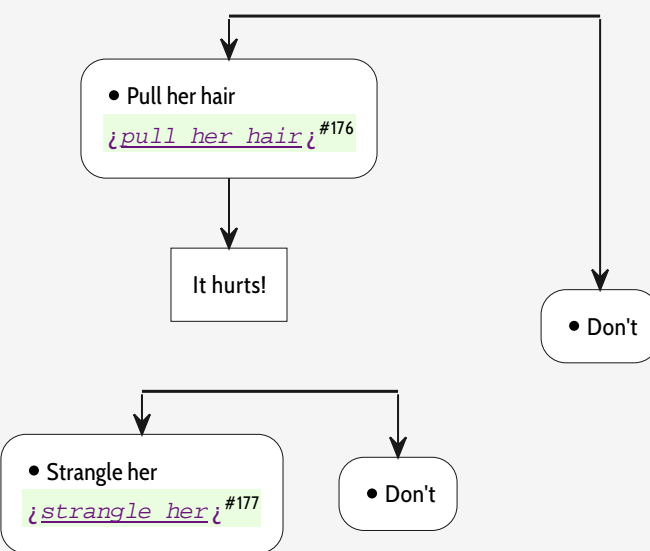 • Pull her hair
¿pull her hair¿#176
It hurts!
• Don't
• Strangle her
¿strangle her¿#177
• Don't